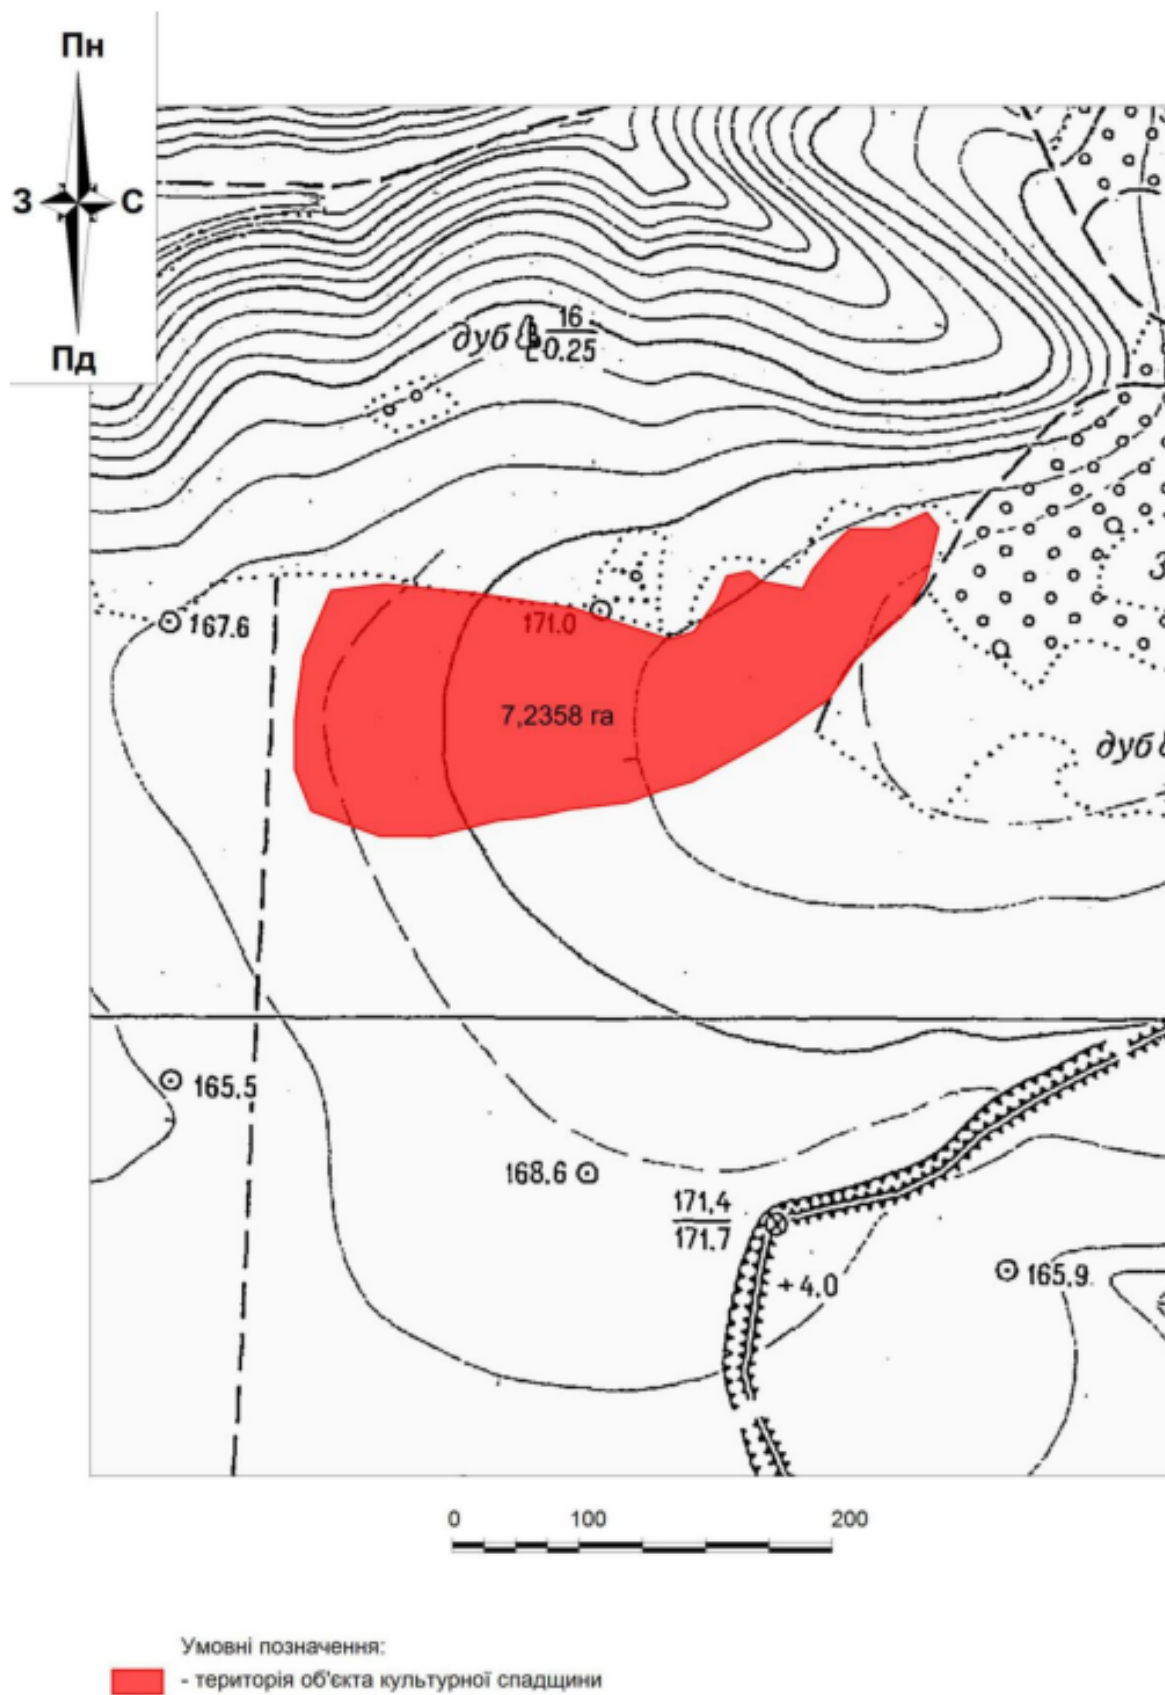 Пн
З С
Пд
дуб 16
0.25
167.6
171.0
7,2358 га
З
дуб
165.5
168.6
171.4
171.7
+4.0
165.9
0 100 200
Умовні позначення:
- територія об'єкта культурної спадщини